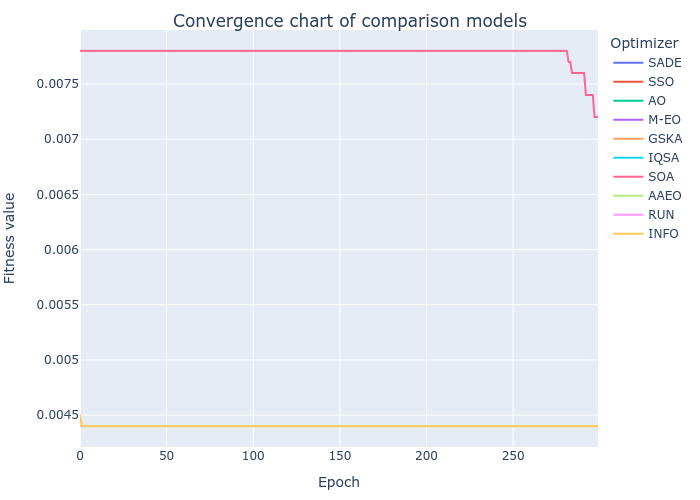 Convergence chart of comparison models
Optimizer
SADE
SSO
AO
M-EO
GSKA
IQSA
SOA
AAEO
RUN
INFO
Fitness value
0.0075
0.007
0.0065
0.006
0.0055
0.005
0.0045
0 50 100 150 200 250
Epoch